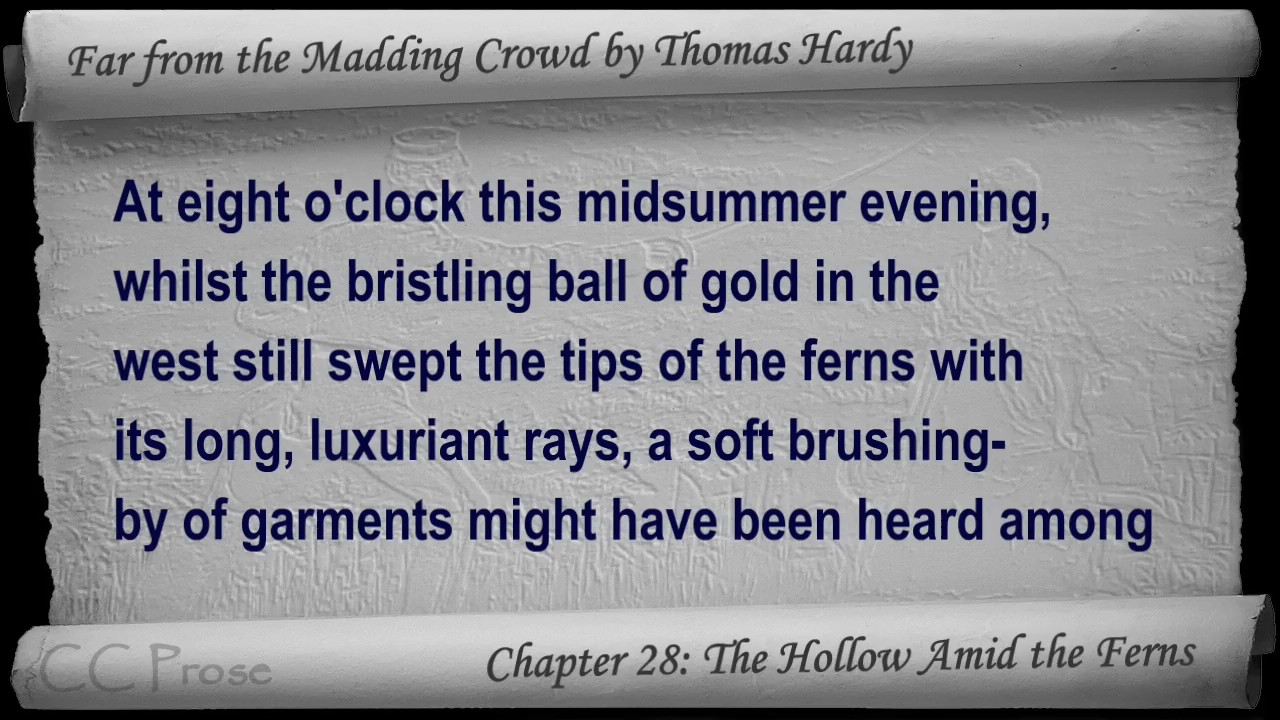 Far from the Madding Crowd by Thomas Hardy
At eight o'clock this midsummer evening,
whilst the bristling ball of gold in the
west still swept the tips of the ferns with
its long, luxuriant rays, a soft brushing-
by of garments might have been heard among
CC Prose
Chapter 28: The Hollow Amid the Ferns